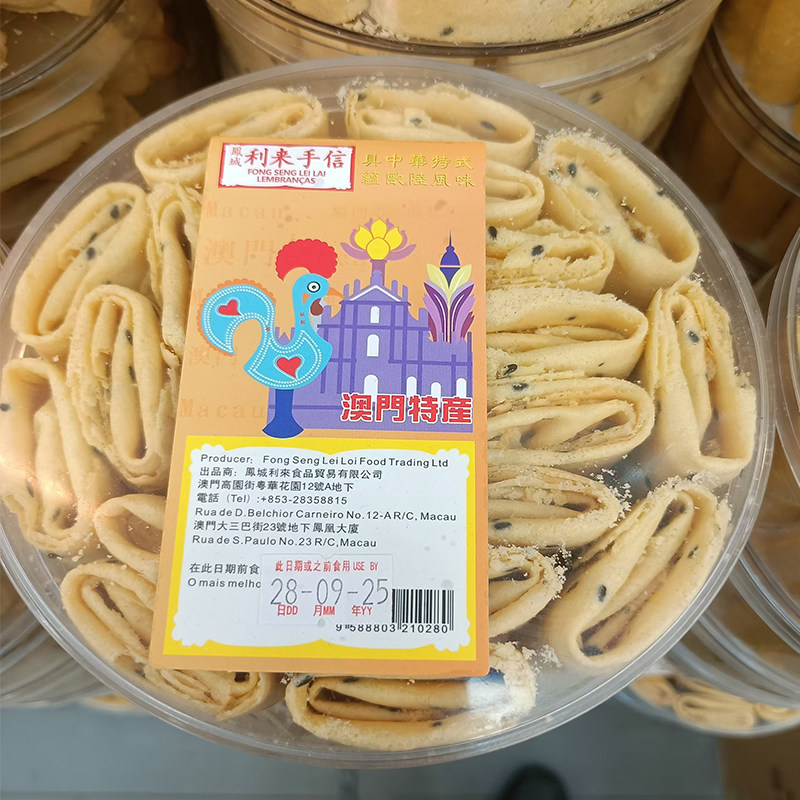 鳳城 利来手信
FONG SENG LEI LAI
LEMBRANÇAS
具中華特式
蘊歐陸風味
Macau
澳門
Macau
澳門特產
Producer: Fong Seng Lei Loi Food Trading Ltd
出品商: 鳳城利來食品貿易有限公司
澳門高園街粵華花園12號A地下
電話 (Tel) :+853-28358815
Rua de D.Belchior Carneiro No.12-A R/C, Macau
澳門大三巴街23號地下鳳凰大廈
Rua de S.Paulo No.23 R/C,Macau
在此日期前食
O mais melho
此日期或之前食用 USE BY
28-09-25
日DD 月MM 年YY
9 588803 210280